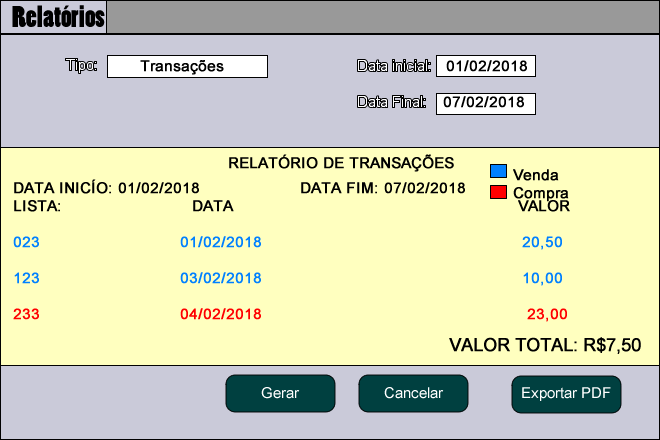 Relatórios
Tipo: Transações Data inicial: 01/02/2018
Data Final: 07/02/2018
RELATÓRIO DE TRANSAÇÕES
Venda
DATA INICÍO: 01/02/2018 DATA FIM: 07/02/2018 Compra
LISTA: DATA VALOR
023 01/02/2018 20,50
123 03/02/2018 10,00
233 04/02/2018 23,00
VALOR TOTAL: R$7,50
Gerar Cancelar Exportar PDF